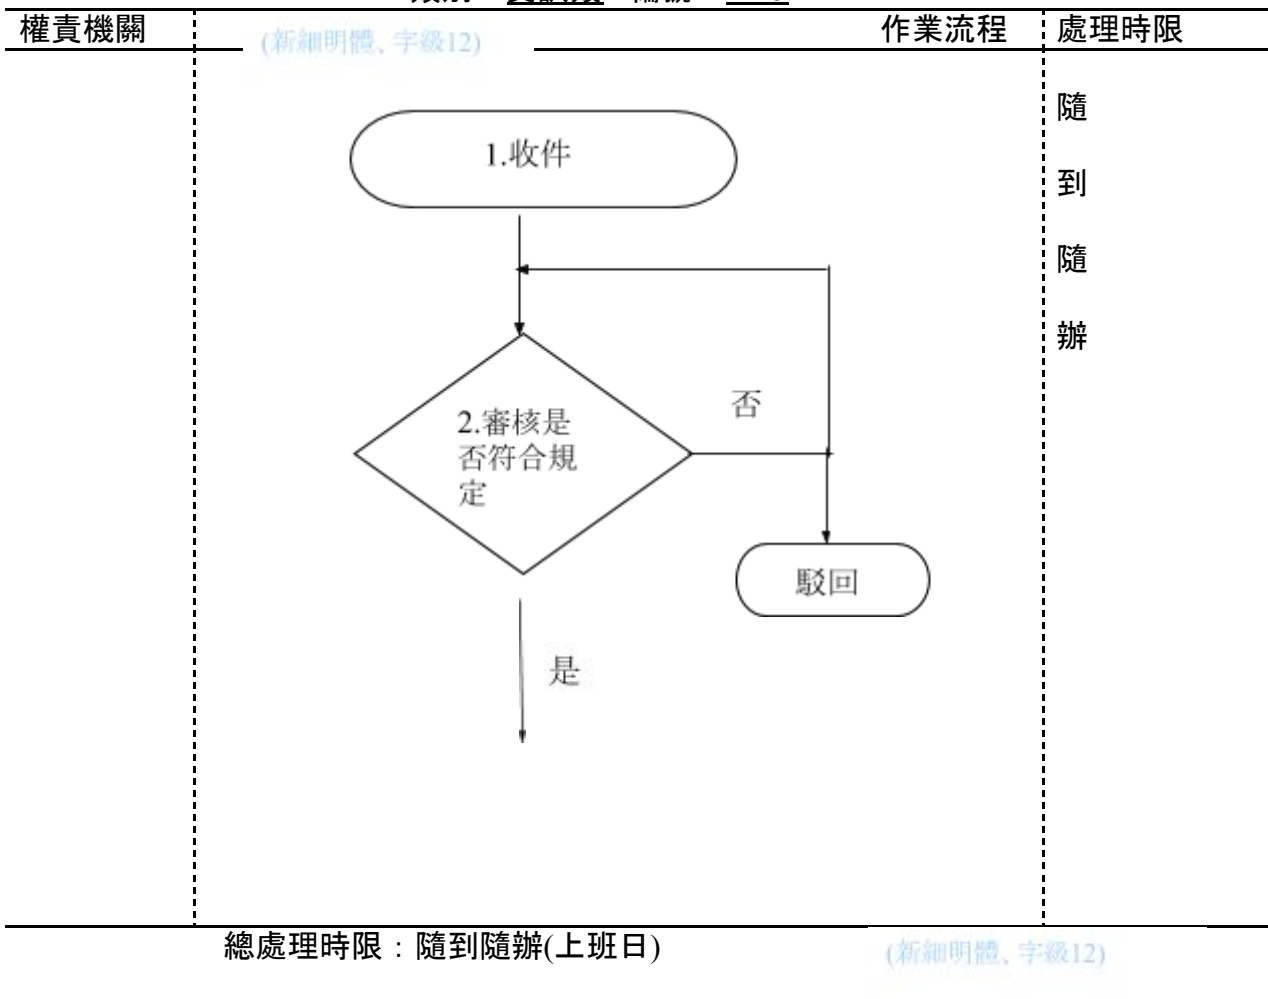 權責機關
(新細明體、字級12)
作業流程
處理時限
隨
到
隨
辦
1.收件
否
2.審核是
否符合規
定
駁回
是
總處理時限：隨到隨辦(上班日)
(新細明體、字級12)